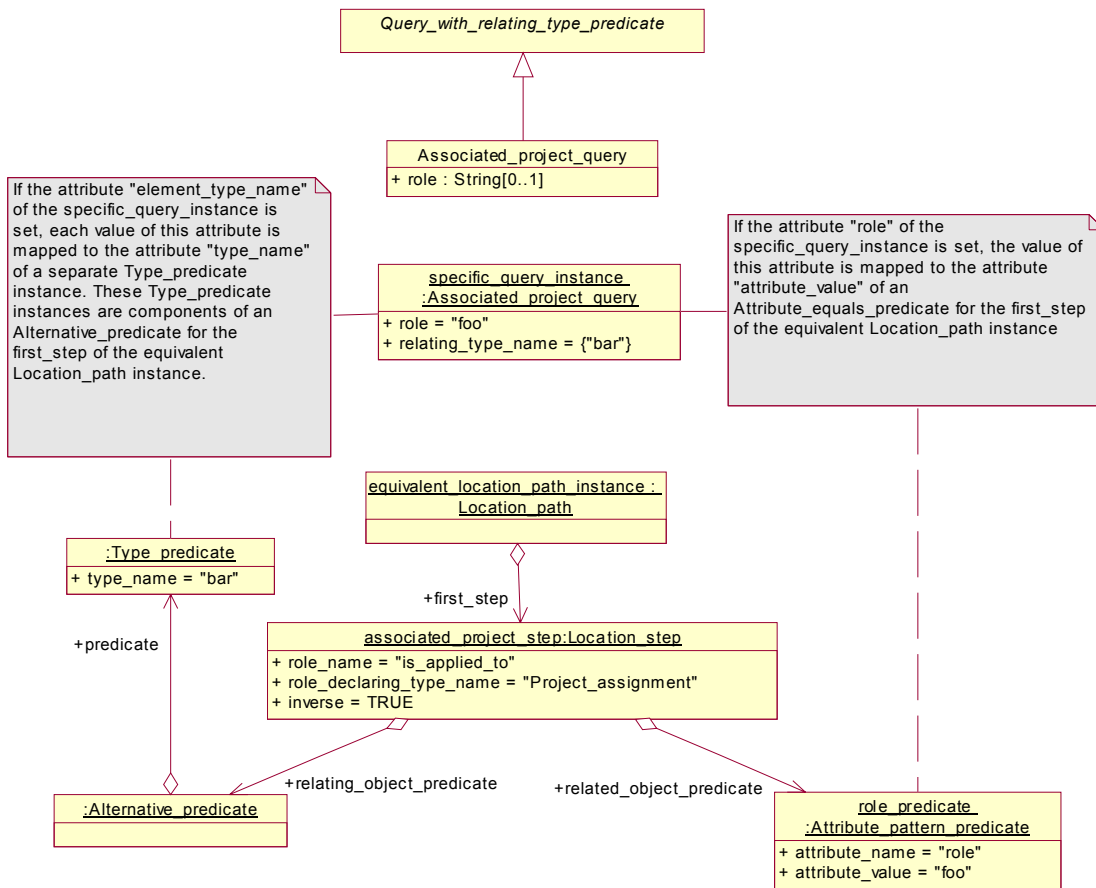 Query_with_relating_type_predicate
Associated_project_query
+ role : String[0..1]
If the attribute "element_type_name"
of the specific_query_instance is
set, each value of this attribute is
mapped to the attribute "type_name"
of a separate Type_predicate
instance. These Type_predicate
instances are components of an
Alternative_predicate for the
first_step of the equivalent
Location_path instance.
specific_query_instance
:Associated_project_query
+ role = "foo"
+ relating_type_name = {"bar"}
If the attribute "role" of the
specific_query_instance is set, the value of
this attribute is mapped to the attribute
"attribute_value" of an
Attribute_equals_predicate for the first_step
of the equivalent Location_path instance
equivalent_location_path_instance :
Location_path
:Type_predicate
+ type_name = "bar"
+first_step
+predicate
associated_project_step:Location_step
+ role_name = "is_applied_to"
+ role_declaring_type_name = "Project_assignment"
+ inverse = TRUE
+relating_object_predicate
+related_object_predicate
:Alternative_predicate
role_predicate
:Attribute_pattern_predicate
+ attribute_name = "role"
+ attribute_value = "foo"